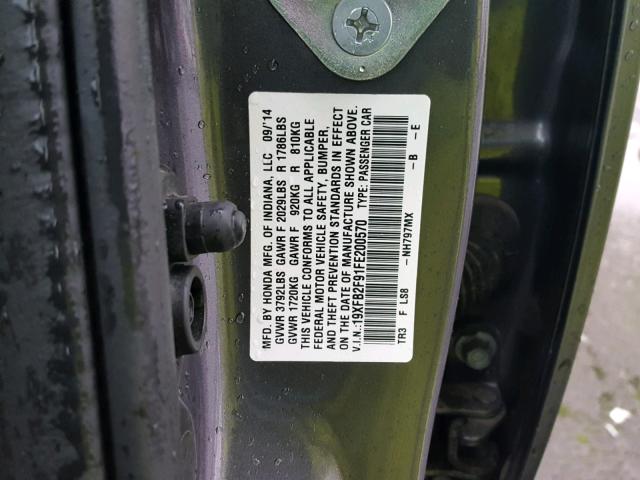 MFD. BY HONDA MFG. OF INDIANA, LLC 09/14
GVWR 3792LBS GAWR F 2029LBS R 1786LBS
GVWR 1720KG GAWR F 920KG R 810KG
THIS VEHICLE CONFORMS TO ALL APPLICABLE
FEDERAL MOTOR VEHICLE SAFETY, BUMPER,
AND THEFT PREVENTION STANDARDS IN EFFECT
ON THE DATE OF MANUFACTURE SHOWN ABOVE.
V.I.N.:19XFB2F91FE200570 TYPE: PASSENGER CAR
TR3 F LS8 -NH797MX -B -E